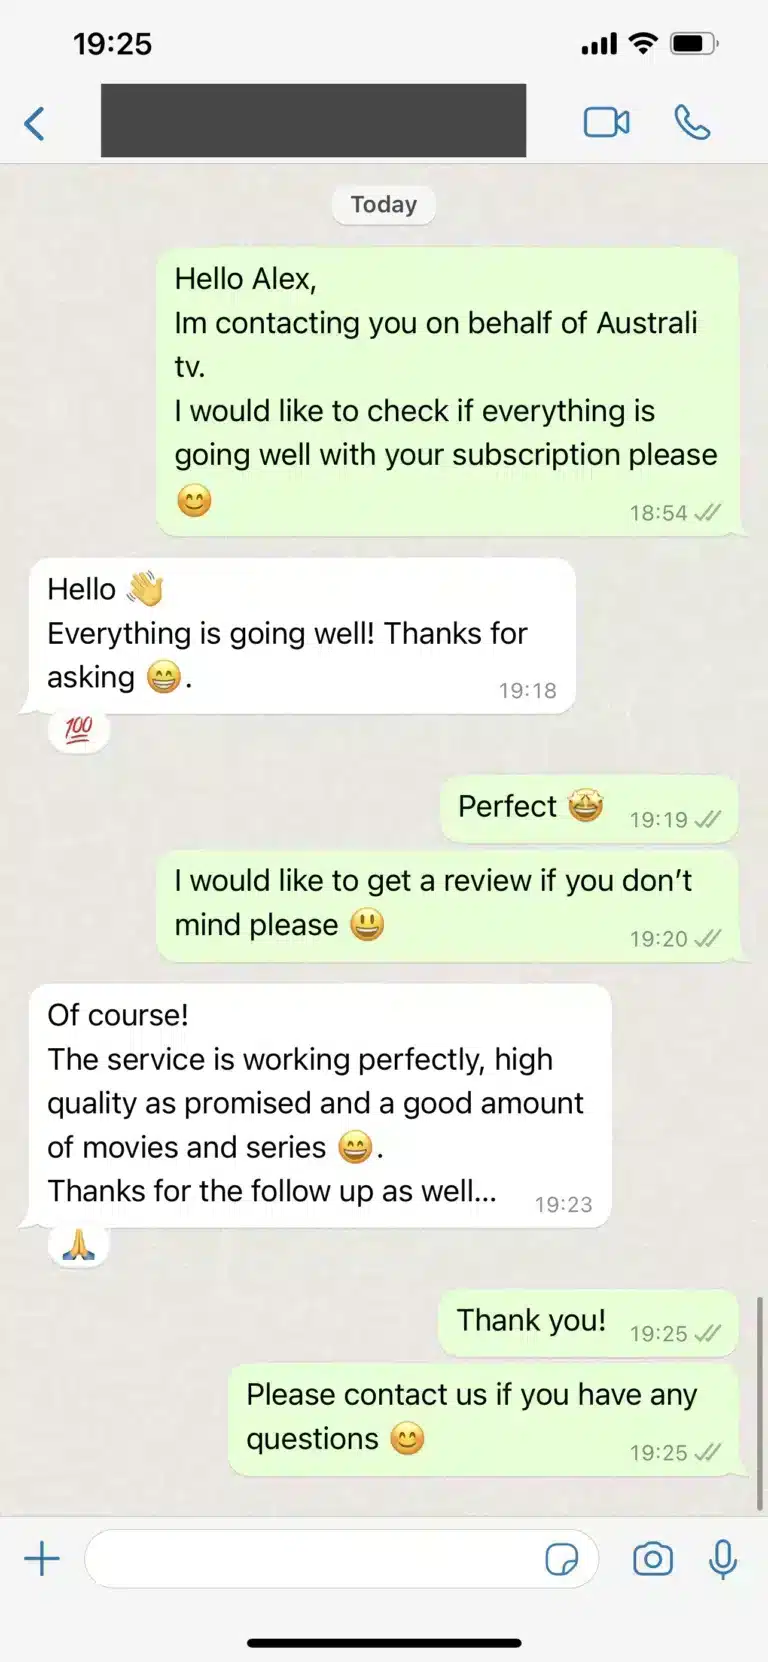 19:25
Today
Hello Alex,
Im contacting you on behalf of Australi
tv.
I would like to check if everything is
going well with your subscription please
😊
18:54
Hello 👋
Everything is going well! Thanks for
asking 😁.
19:18
💯
Perfect 🤩
19:19
I would like to get a review if you don’t
mind please 😃
19:20
Of course!
The service is working perfectly, high
quality as promised and a good amount
of movies and series 😄.
Thanks for the follow up as well...
19:23
🙏
Thank you!
19:25
Please contact us if you have any
questions 😊
19:25